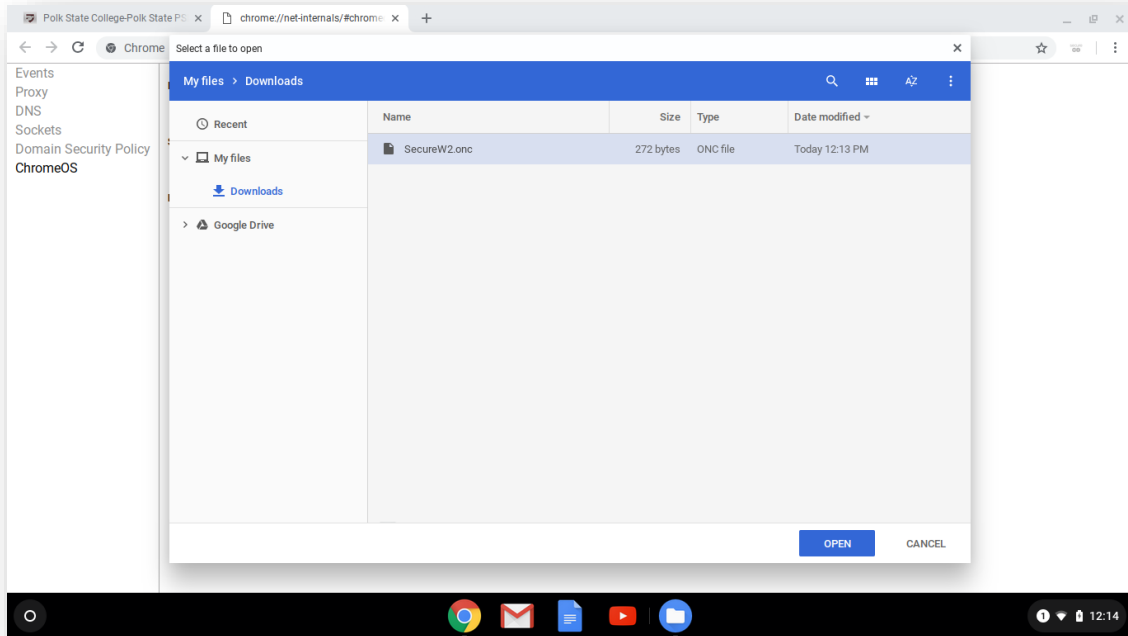 Polk State College-Polk State PS
chrome://net-internals/#chrome
Chrome
Select a file to open
Events
Proxy
DNS
Sockets
Domain Security Policy
ChromeOS
My files > Downloads
AZ
Recent
My files
Downloads
Google Drive
Name Size Type Date modified
SecureW2.onc 272 bytes ONC file Today 12:13 PM
OPEN CANCEL
1 12:14